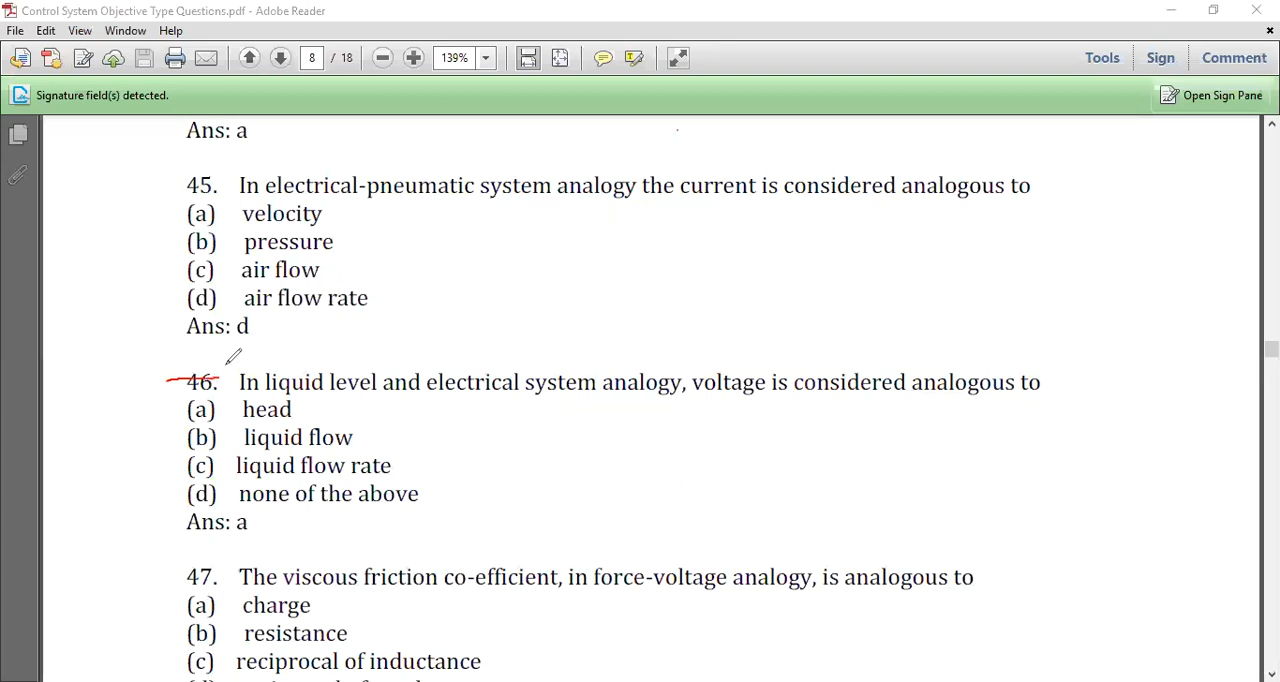 Control System Objective Type Questions.pdf - Adobe Reader
File Edit View Window Help
8 / 18 139% Tools Sign Comment
Signature field(s) detected. Open Sign Pane
Ans: a
45. In electrical-pneumatic system analogy the current is considered analogous to
(a) velocity
(b) pressure
(c) air flow
(d) air flow rate
Ans: d
46. In liquid level and electrical system analogy, voltage is considered analogous to
(a) head
(b) liquid flow
(c) liquid flow rate
(d) none of the above
Ans: a
47. The viscous friction co-efficient, in force-voltage analogy, is analogous to
(a) charge
(b) resistance
(c) reciprocal of inductance